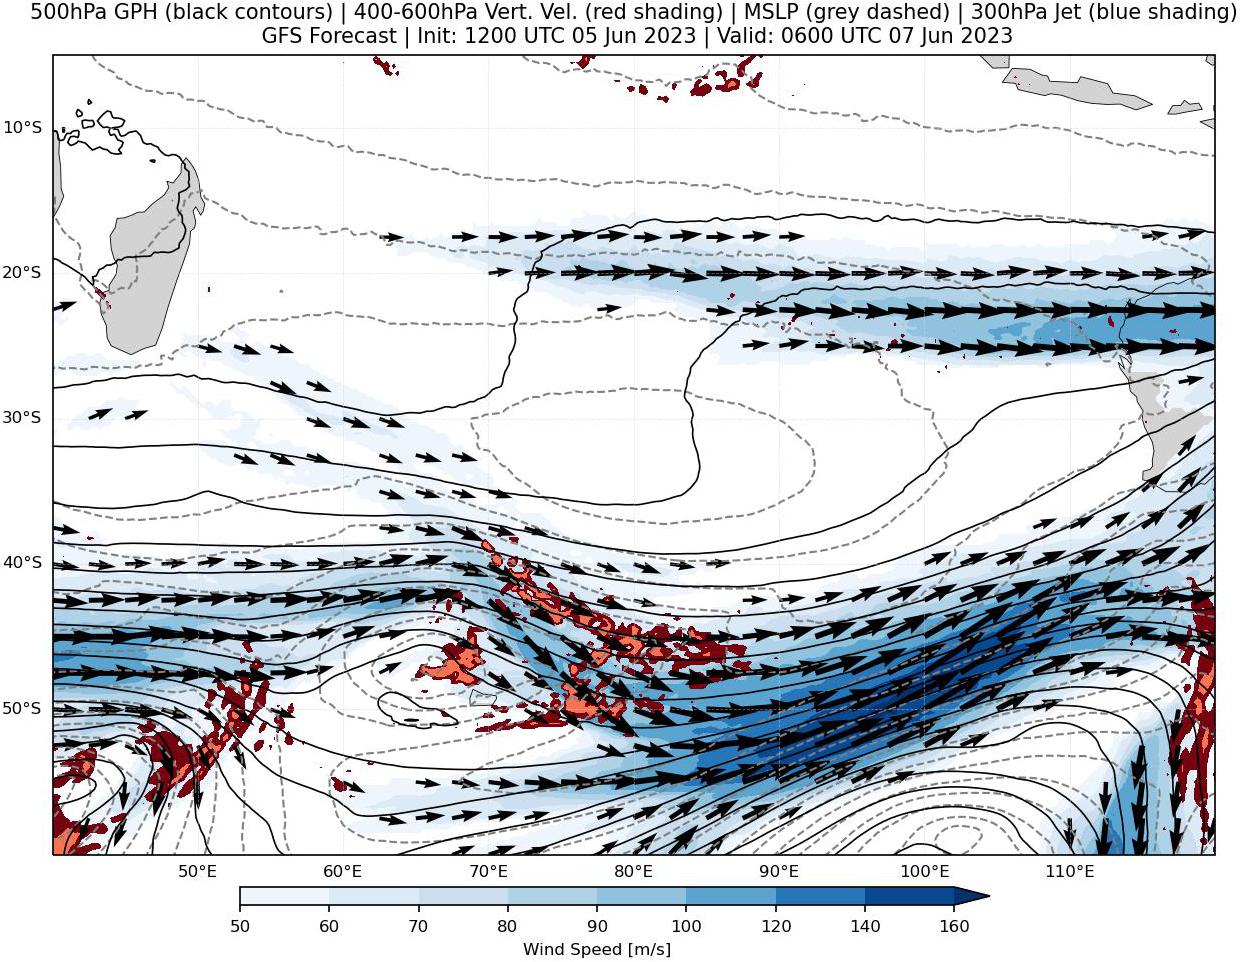 500hPa GPH (black contours) | 400-600hPa Vert. Vel. (red shading) | MSLP (grey dashed) | 300hPa Jet (blue shading)
GFS Forecast | Init: 1200 UTC 05 Jun 2023 | Valid: 0600 UTC 07 Jun 2023
10°S
20°S
30°S
40°S
50°S
50°E 60°E 70°E 80°E 90°E 100°E 110°E
50 60 70 80 90 100 120 140 160
Wind Speed [m/s]